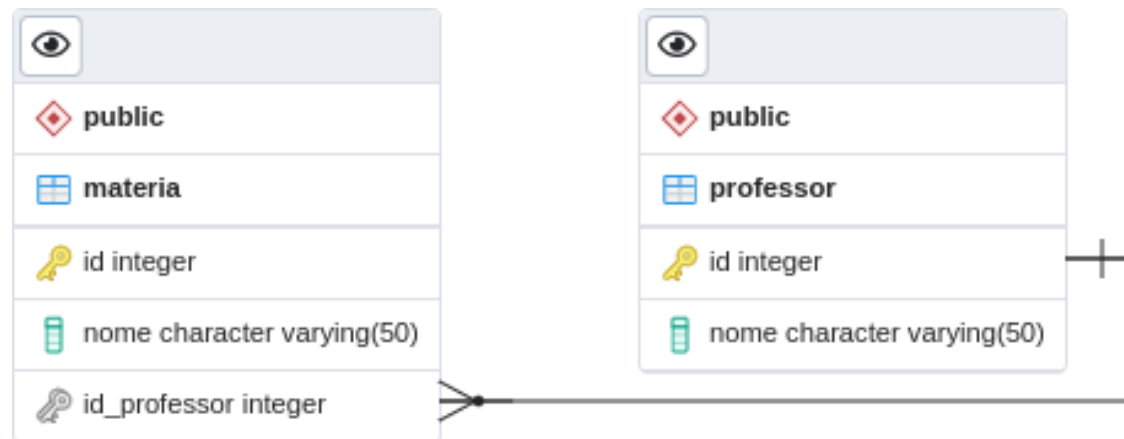 public
materia
id integer
nome character varying(50)
id_professor integer
public
professor
id integer
nome character varying(50)